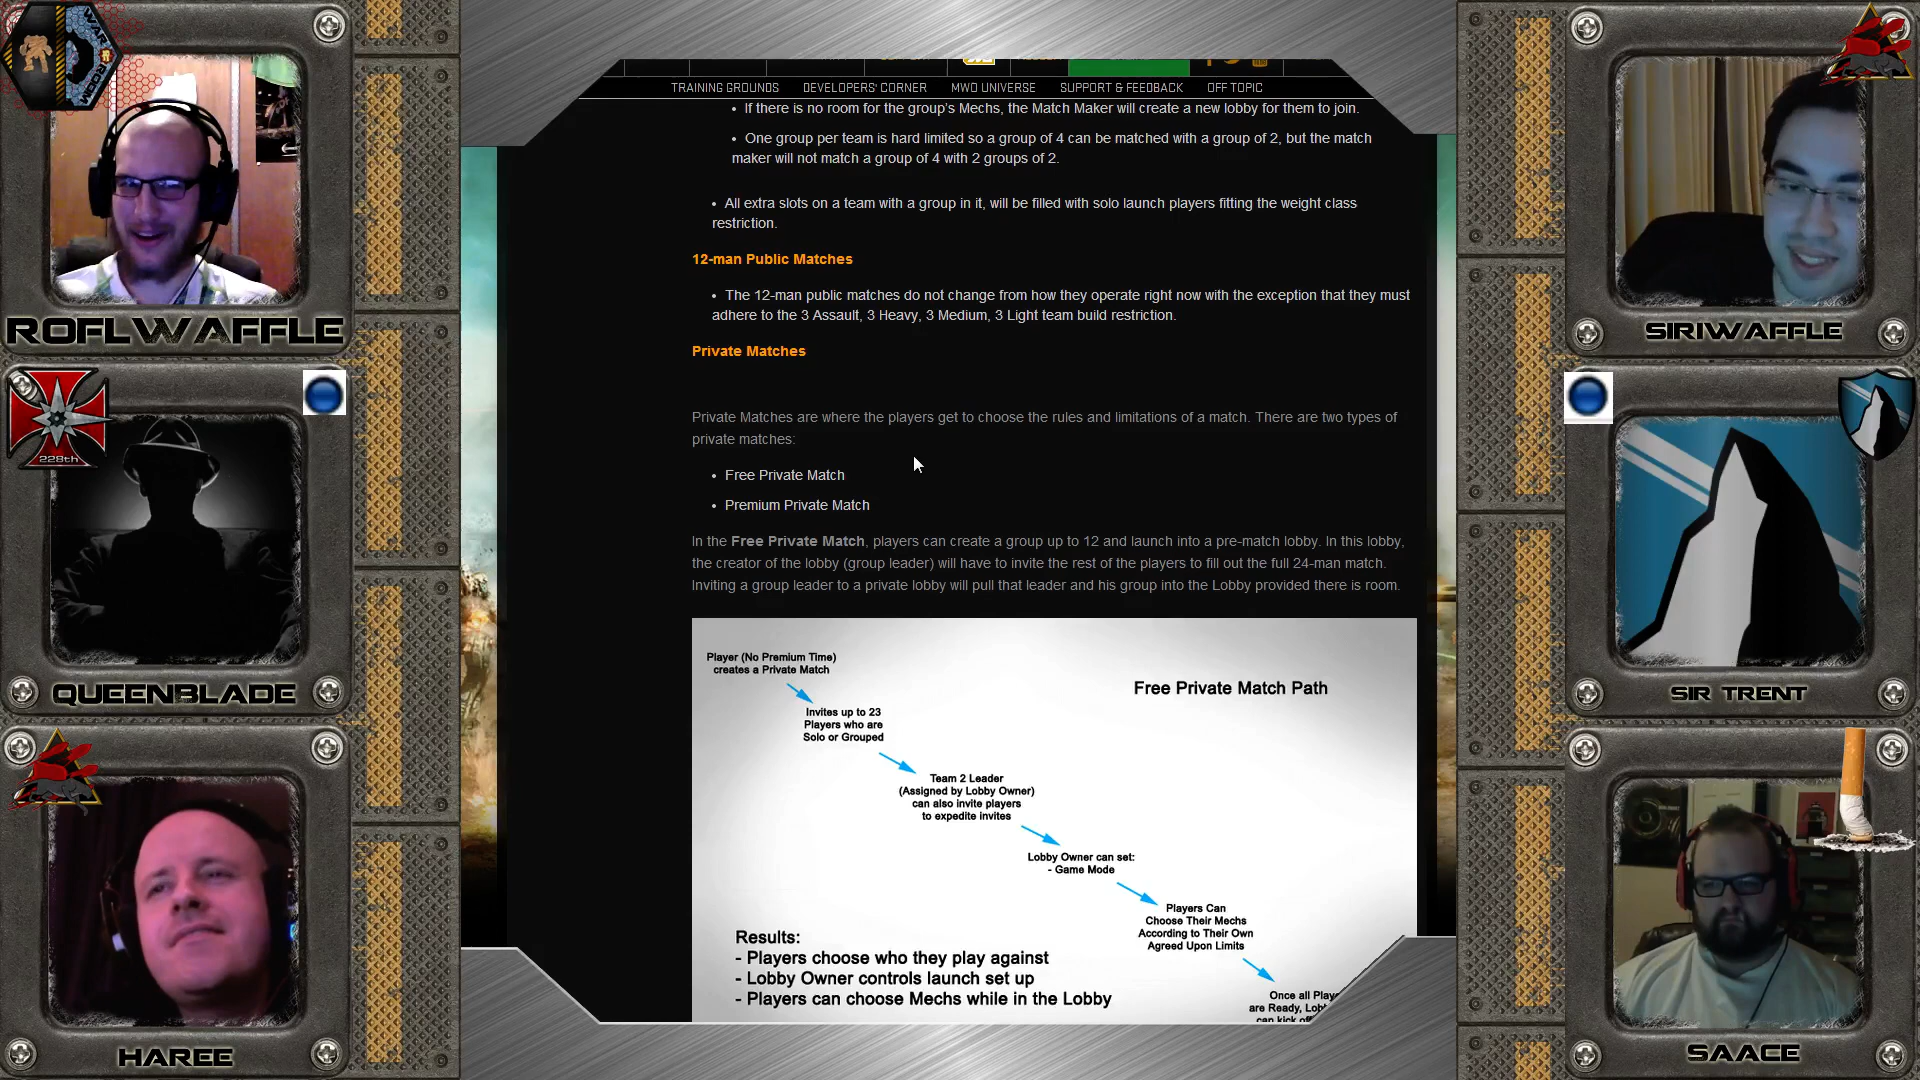 TRAINING GROUNDS DEVELOPERS' CORNER MWO UNIVERSE SUPPORT & FEEDBACK OFF TOPIC
• If there is no room for the group's Mechs, the Match Maker will create a new lobby for them to join.
• One group per team is hard limited so a group of 4 can be matched with a group of 2, but the match
maker will not match a group of 4 with 2 groups of 2.
• All extra slots on a team with a group in it, will be filled with solo launch players fitting the weight class
restriction.
12-man Public Matches
• The 12-man public matches do not change from how they operate right now with the exception that they must
adhere to the 3 Assault, 3 Heavy, 3 Medium, 3 Light team build restriction.
Private Matches
Private Matches are where the players get to choose the rules and limitations of a match. There are two types of
private matches:
• Free Private Match
• Premium Private Match
In the Free Private Match, players can create a group up to 12 and launch into a pre-match lobby. In this lobby,
the creator of the lobby (group leader) will have to invite the rest of the players to fill out the full 24-man match.
Inviting a group leader to a private lobby will pull that leader and his group into the Lobby provided there is room.
Free Private Match Path
Player (No Premium Time)
creates a Private Match
Invites up to 23
Players who are
Solo or Grouped
Team 2 Leader
(Assigned by Lobby Owner)
can also invite players
to expedite invites
Lobby Owner can set:
- Game Mode
Players Can
Choose Their Mechs
According to Their Own
Agreed Upon Limits
Once all
are Ready,
can kick
Results:
- Players choose who they play against
- Lobby Owner controls launch set up
- Players can choose Mechs while in the Lobby
WAR ROOM
ROFLWAFFLE
228th
QUEENBLADE
HAREE
SIRIWAFFLE
SIR TRENT
SAACE